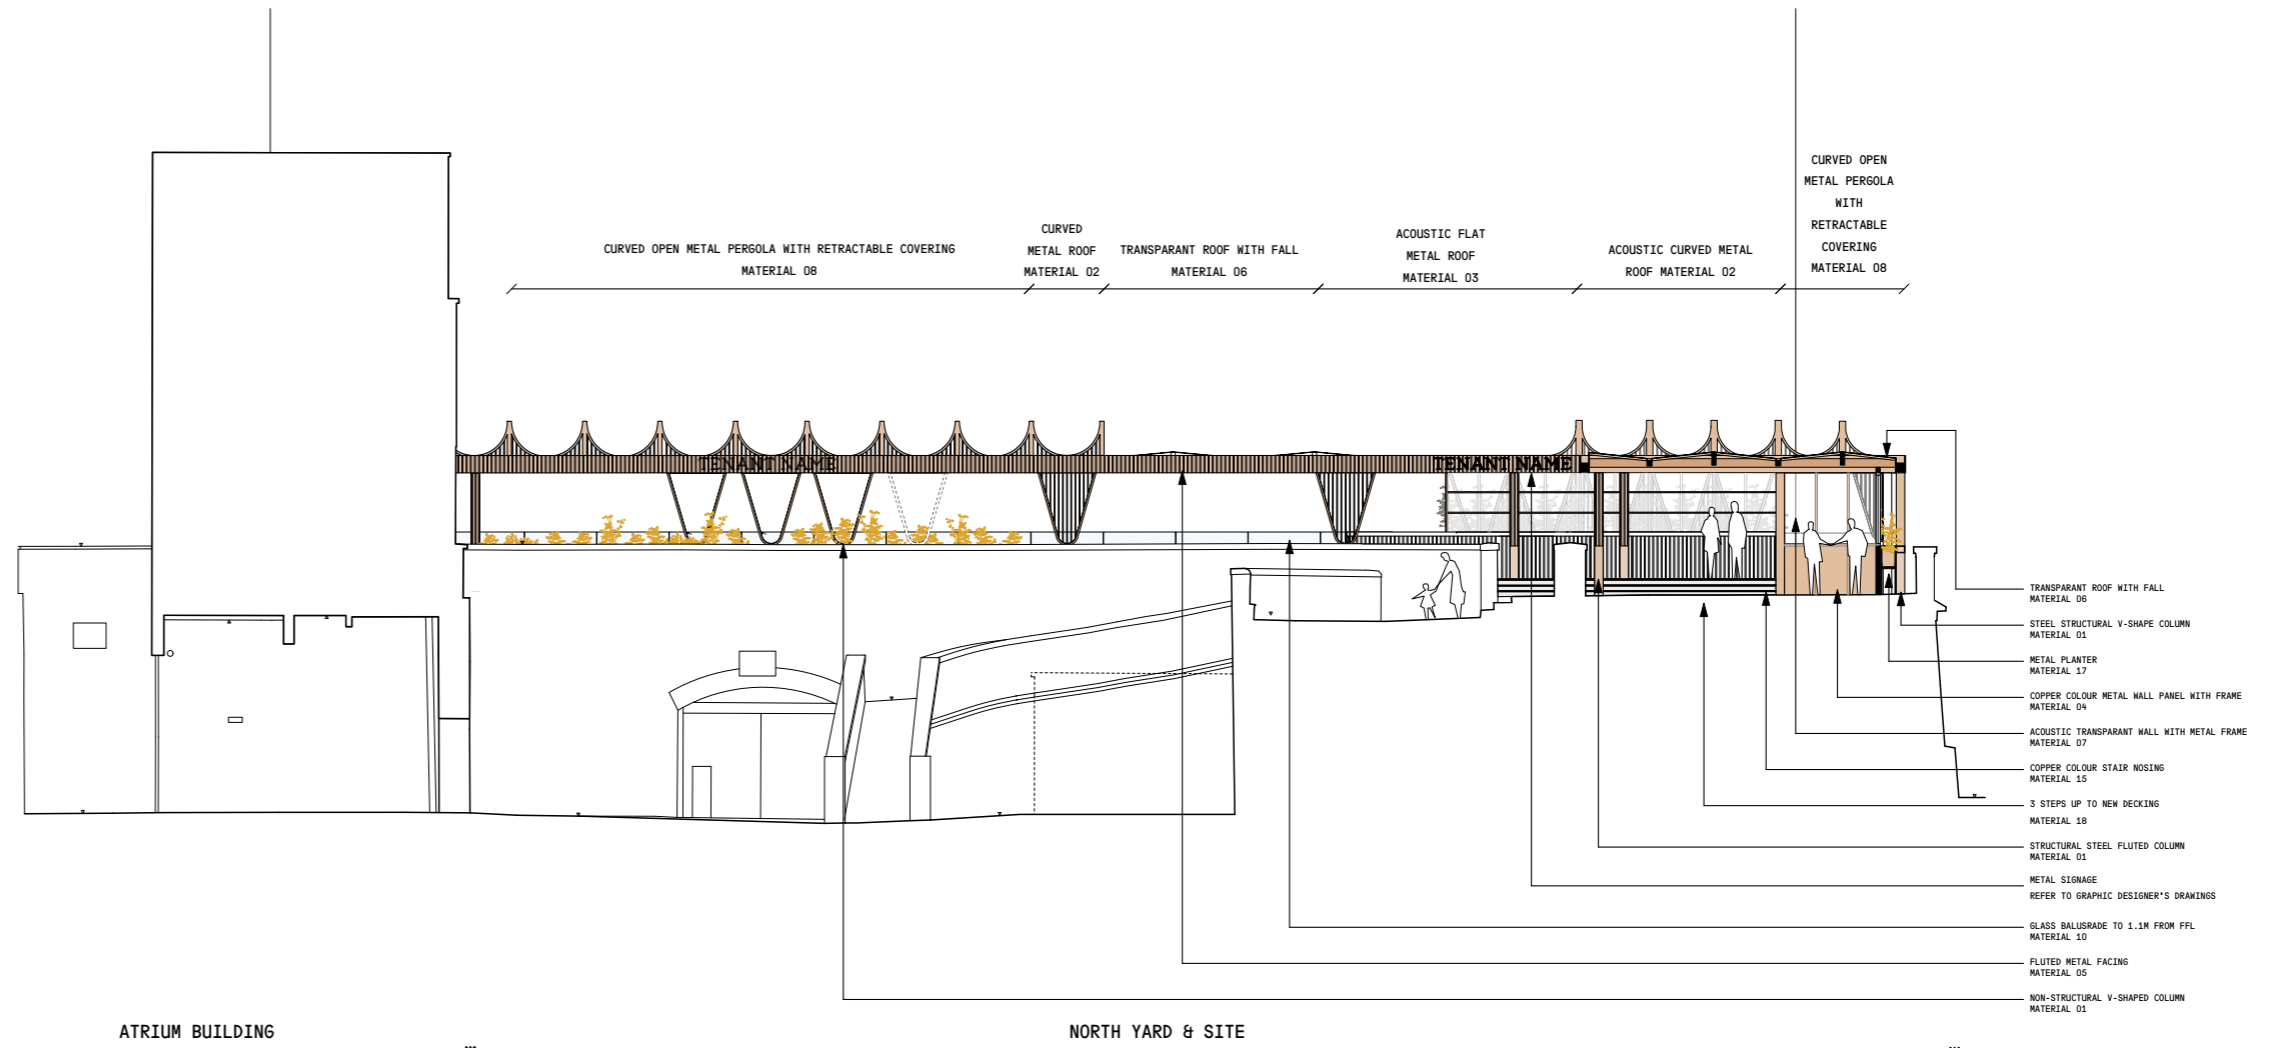 CURVED OPEN METAL PERGOLA WITH RETRACTABLE COVERING
MATERIAL 08
CURVED
METAL ROOF
MATERIAL 02
TRANSPARANT ROOF WITH FALL
MATERIAL 06
ACOUSTIC FLAT
METAL ROOF
MATERIAL 03
ACOUSTIC CURVED METAL
ROOF MATERIAL 02
CURVED OPEN
METAL PERGOLA
WITH
RETRACTABLE
COVERING
MATERIAL 08
TENANT NAME
TENANT NAME
TRANSPARANT ROOF WITH FALL
MATERIAL 06
STEEL STRUCTURAL V-SHAPE COLUMN
MATERIAL 01
METAL PLANTER
MATERIAL 17
COPPER COLOUR METAL WALL PANEL WITH FRAME
MATERIAL 04
ACOUSTIC TRANSPARANT WALL WITH METAL FRAME
MATERIAL 07
COPPER COLOUR STAIR NOSING
MATERIAL 15
3 STEPS UP TO NEW DECKING
MATERIAL 18
STRUCTURAL STEEL FLUTED COLUMN
MATERIAL 01
METAL SIGNAGE
REFER TO GRAPHIC DESIGNER'S DRAWINGS
GLASS BALUSRADE TO 1.1M FROM FFL
MATERIAL 10
FLUTED METAL FACING
MATERIAL 05
NON-STRUCTURAL V-SHAPED COLUMN
MATERIAL 01
ATRIUM BUILDING
NORTH YARD & SITE